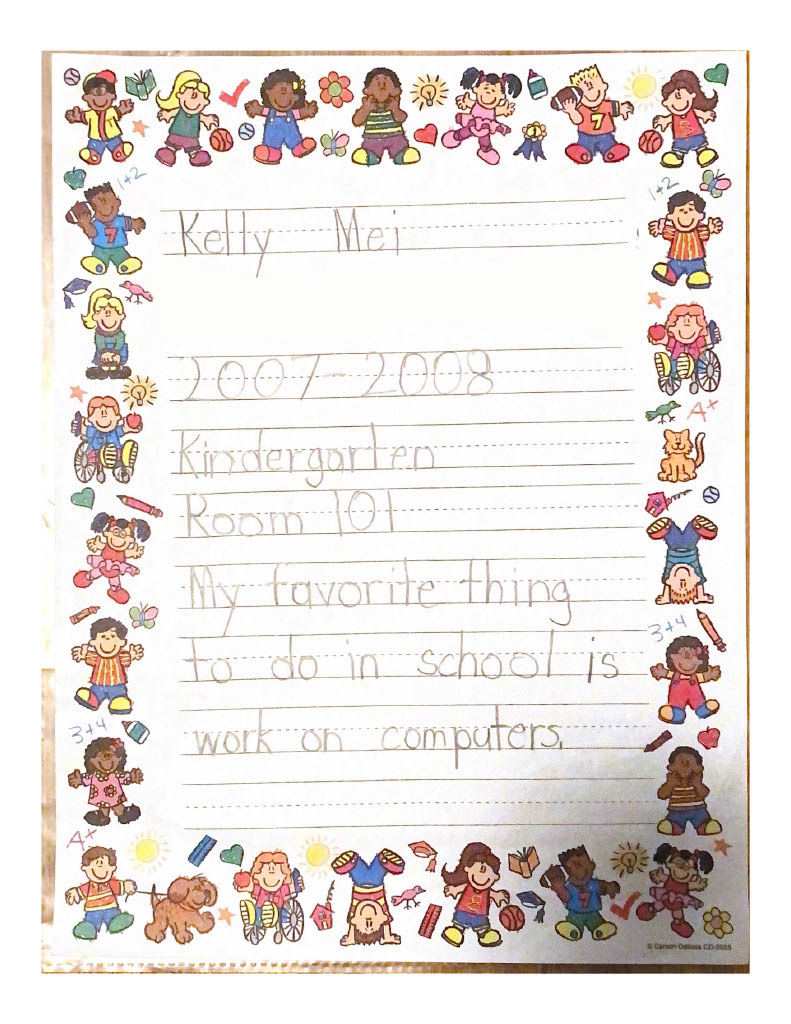 1+2
1+2
Kelly Mei
2007-2008
A+
Kindergarten
Room 101
My favorite thing
3+4
to do in school is
3+4
work on computers.
A+
© Carson-Dellosa CD-3555